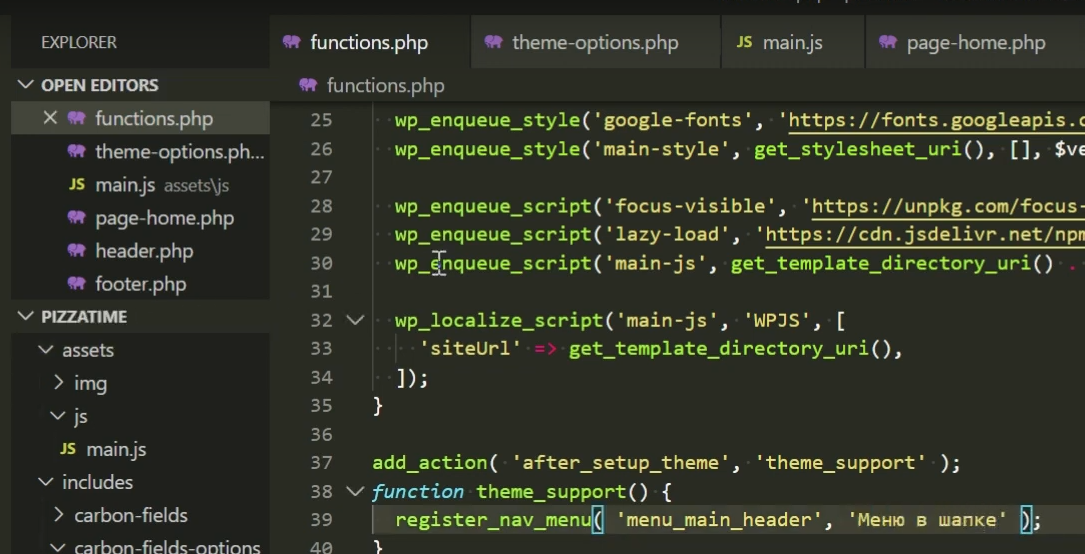 EXPLORER
functions.php
theme-options.php
JS main.js
page-home.php
OPEN EDITORS
functions.php
functions.php
theme-options.ph...
JS main.js assets\js
page-home.php
header.php
footer.php
PIZZATIME
assets
img
js
JS main.js
includes
carbon-fields
carbon-fields-options
25 wp_enqueue_style('google-fonts', 'https://fonts.googleapis.c
26 wp_enqueue_style('main-style', get_stylesheet_uri(), [], $ve
27
28 wp_enqueue_script('focus-visible', 'https://unpkg.com/focus-
29 wp_enqueue_script('lazy-load', 'https://cdn.jsdelivr.net/npm
30 wp_enqueue_script('main-js', get_template_directory_uri() .
31
32 wp_localize_script('main-js', 'WPJS', [
33 'siteUrl' => get_template_directory_uri(),
34 ]);
35 }
36
37 add_action( 'after_setup_theme', 'theme_support' );
38 function theme_support() {
39 register_nav_menu( 'menu_main_header', 'Меню в шапке' );
40 }